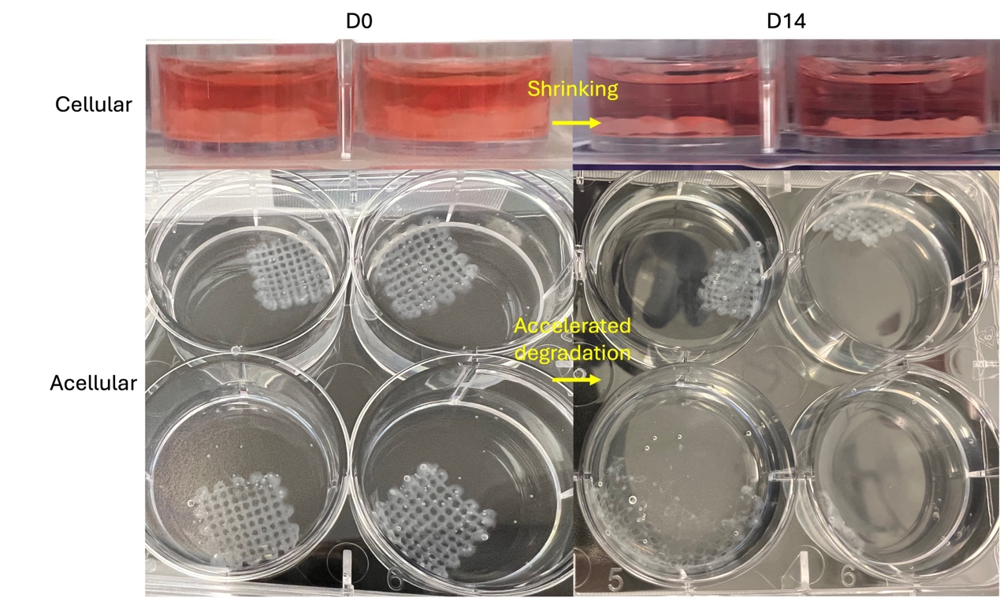 D0
D14
Cellular
Shrinking
Accelerated
degradation
Acellular
5
6
6